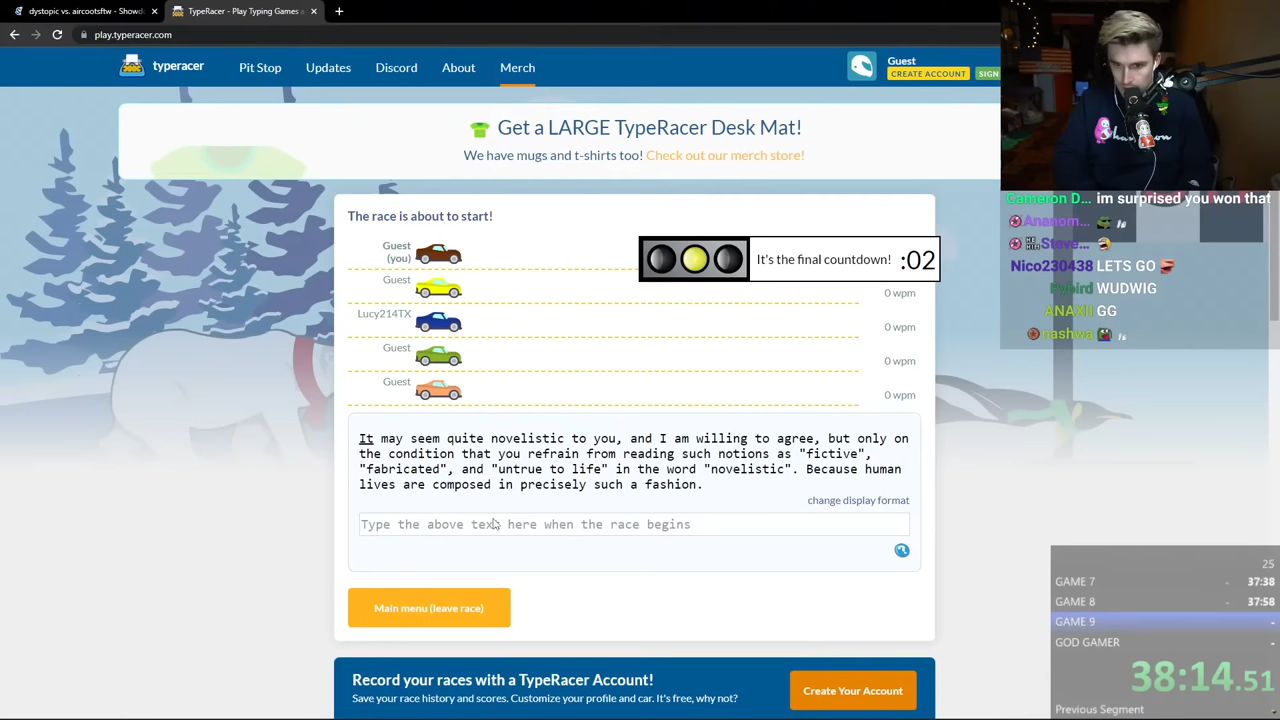 dystopic vs. aircootsftw - Showd
TypeRacer - Play Typing Games a
play.typeracer.com
typeracer
Pit Stop
Updates
Discord
About
Merch
Guest
CREATE ACCOUNT
SIGN
Get a LARGE TypeRacer Desk Mat!
We have mugs and t-shirts too! Check out our merch store!
The race is about to start!
Guest
(you)
It's the final countdown! :02
Guest
0 wpm
Lucy214TX
0 wpm
Guest
0 wpm
Guest
0 wpm
It may seem quite novelistic to you, and I am willing to agree, but only on
the condition that you refrain from reading such notions as "fictive",
"fabricated", and "untrue to life" in the word "novelistic". Because human
lives are composed in precisely such a fashion.
change display format
Type the above text here when the race begins
Main menu (leave race)
Record your races with a TypeRacer Account!
Save your race history and scores. Customize your profile and car. It's free, why not?
Create Your Account
Cameron D... im surprised you won that
Ananom...
Steve...
Nico230438 LETS GO
WUDWIG
ANAXII GG
nashwa
25
GAME 7 - 37:38
GAME 8 - 37:58
GAME 9 -
GOD GAMER -
38:14.51
Previous Segment -